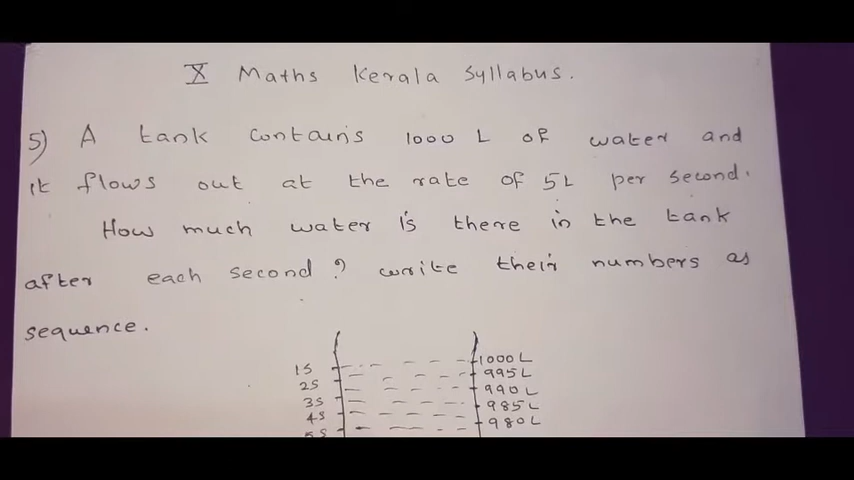 X Maths Kerala Syllabus.
5) A tank contains 1000 L of water and
it flows out at the rate of 5L per second.
How much water is there in the tank
after each second? write their numbers as
sequence.
1S 1000L
2S 995L
3S 990L
4S 985L
5S 980L